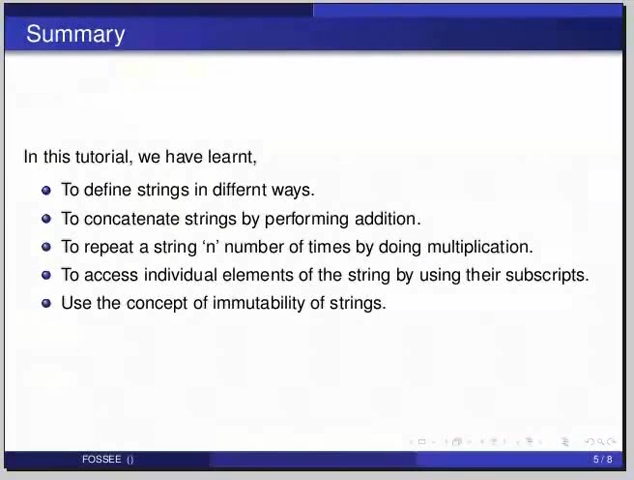 Summary
In this tutorial, we have learnt,
To define strings in differnt ways.
To concatenate strings by performing addition.
To repeat a string ‘n’ number of times by doing multiplication.
To access individual elements of the string by using their subscripts.
Use the concept of immutability of strings.
FOSSEE ()
5 / 8